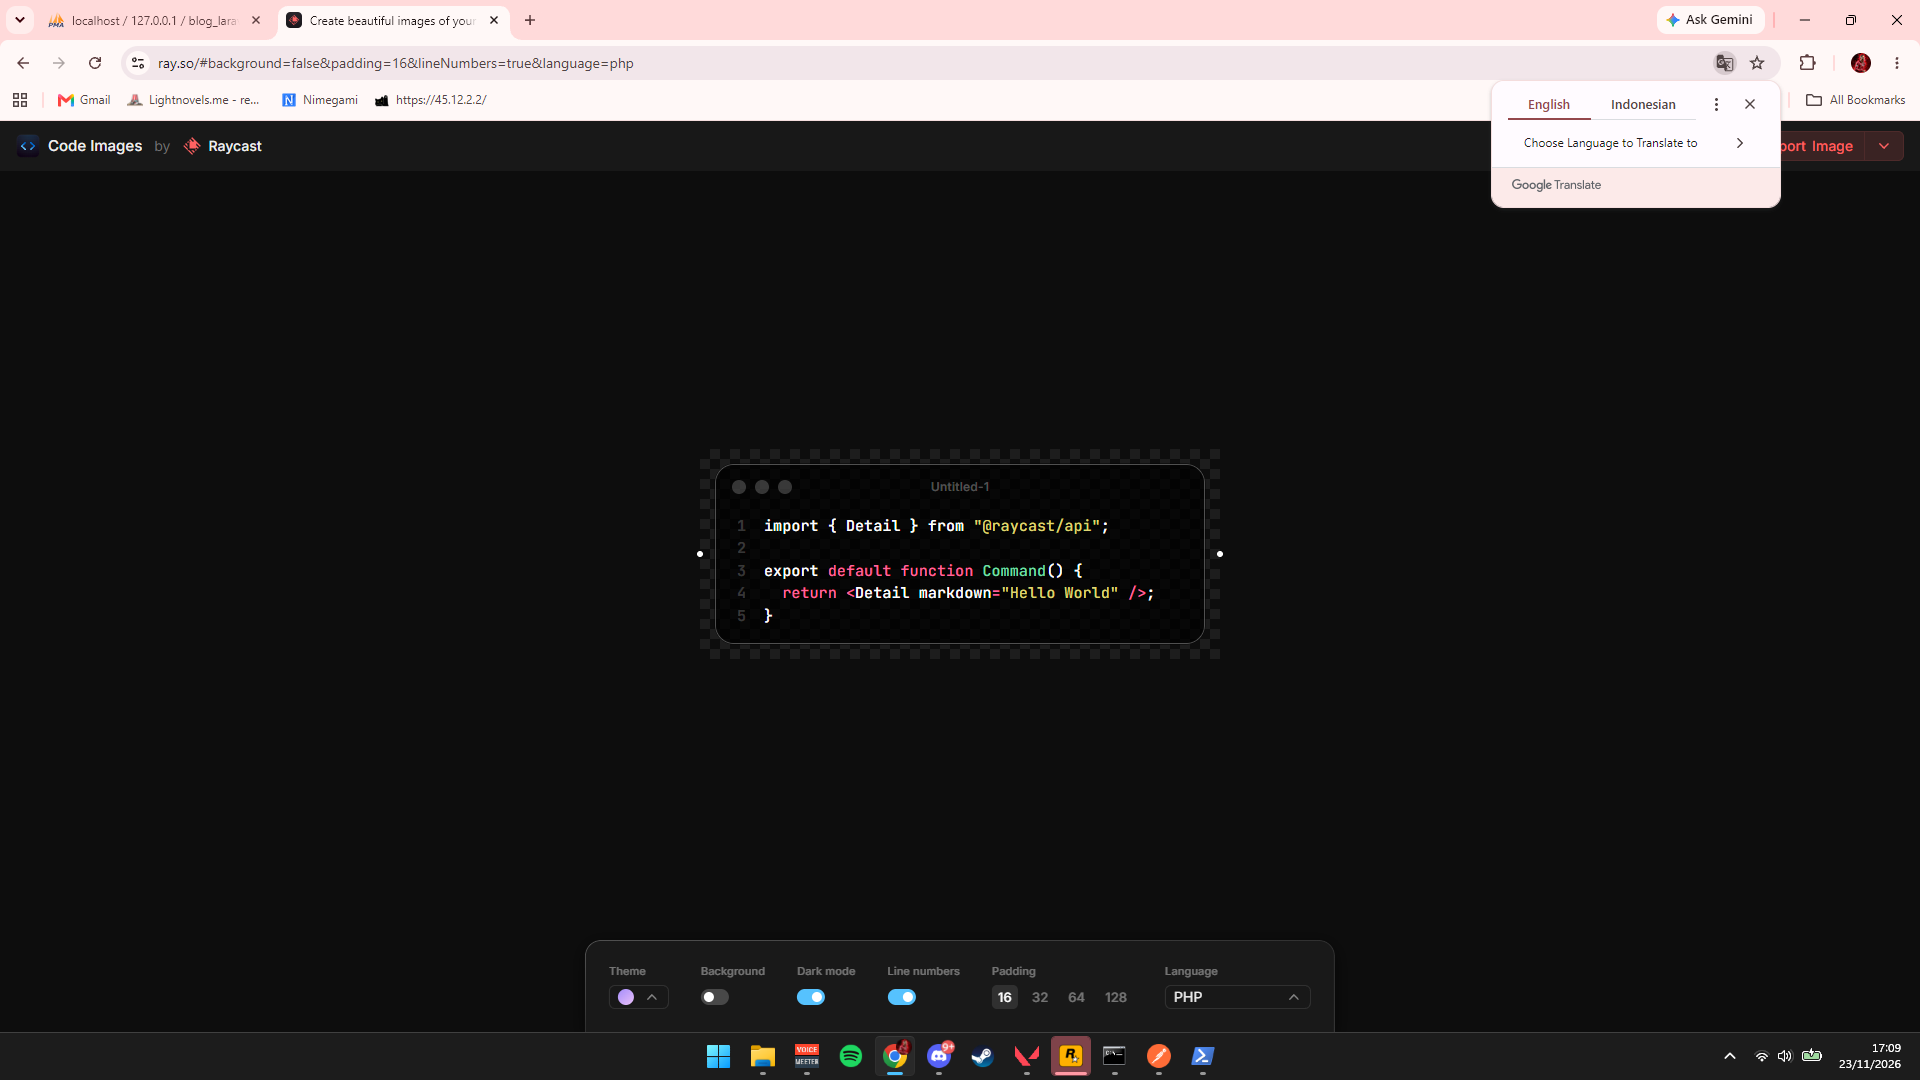 localhost / 127.0.0.1 / blog_lara
Create beautiful images of your
Ask Gemini
ray.so/#background=false&padding=16&lineNumbers=true&language=php
Gmail
Lightnovels.me - re...
Nimegami
https://45.12.2.2/
All Bookmarks
English
Indonesian
Choose Language to Translate to
Google Translate
Code Images by Raycast
port Image
Untitled-1
1 import { Detail } from "@raycast/api";
2
3 export default function Command() {
4 return <Detail markdown="Hello World" />;
5 }
Theme
Background
Dark mode
Line numbers
Padding
Language
16 32 64 128
PHP
VOICE
MEETER
9+
17:09
23/11/2026